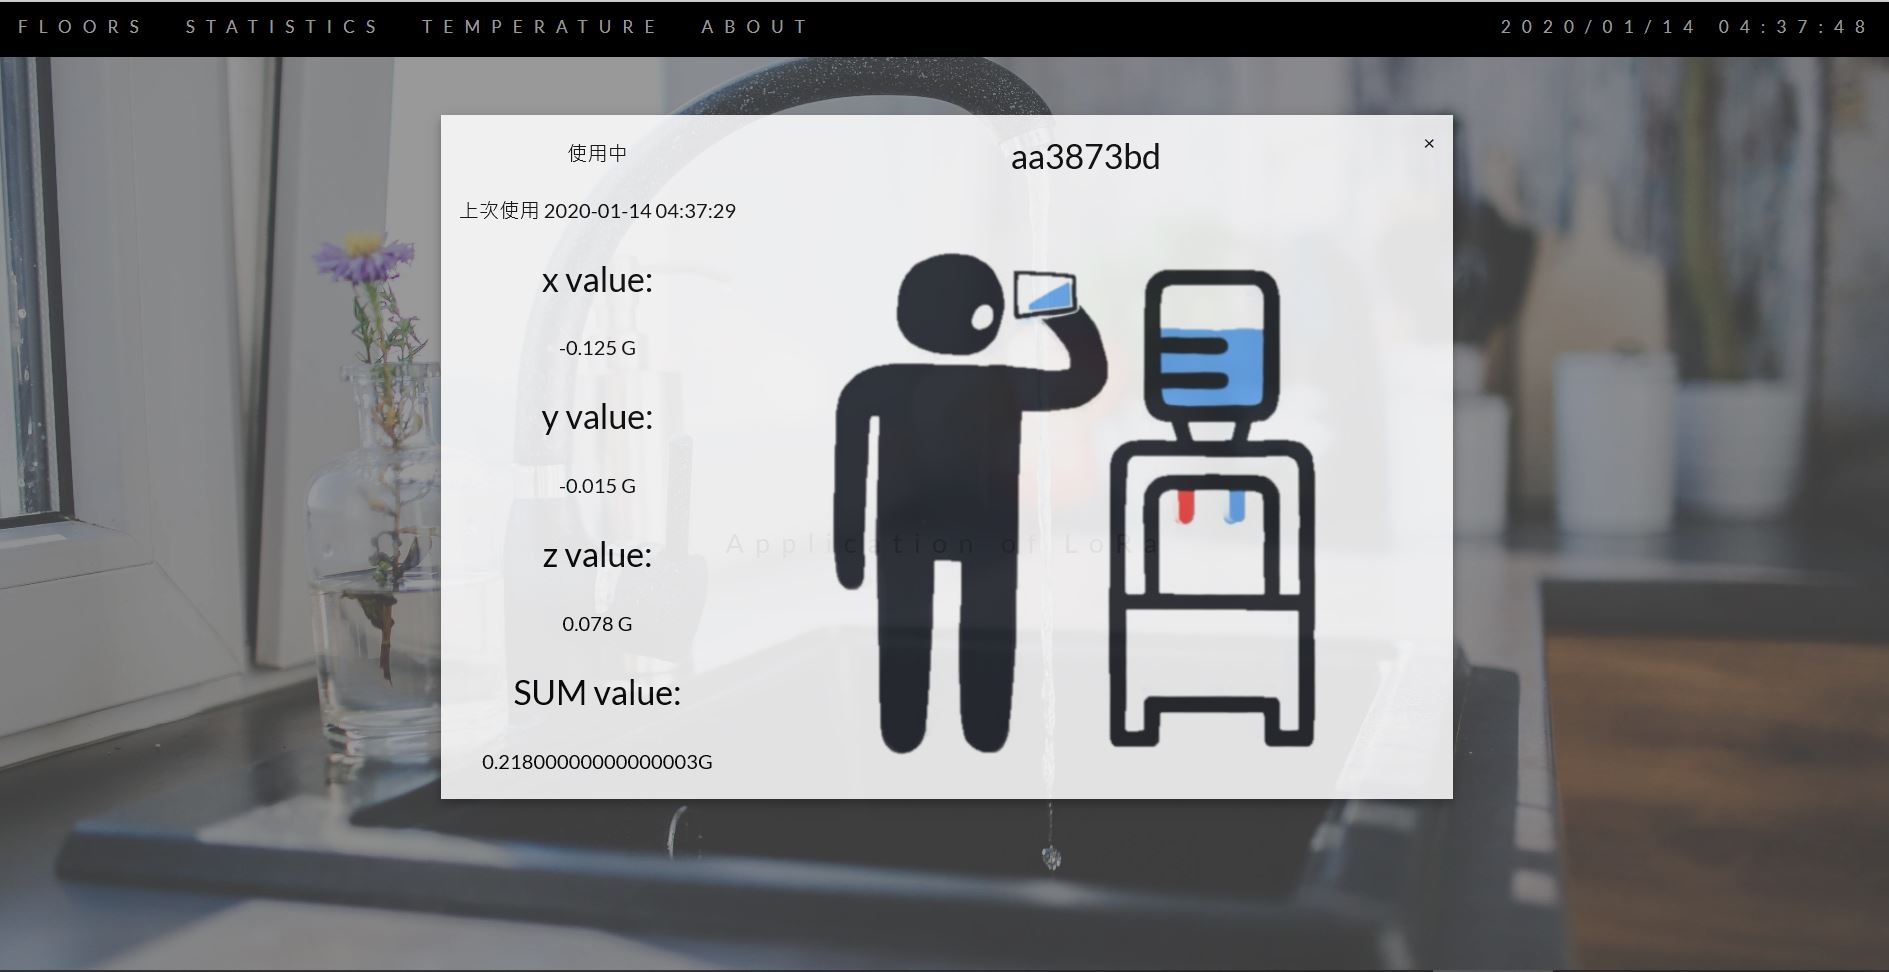 FLOORS STATISTICS TEMPERATURE ABOUT 2020/01/14 04:37:48
使用中
aa3873bd
×
上次使用 2020-01-14 04:37:29
x value:
-0.125 G
y value:
-0.015 G
Application of LoRa
z value:
0.078 G
SUM value:
0.21800000000000003G